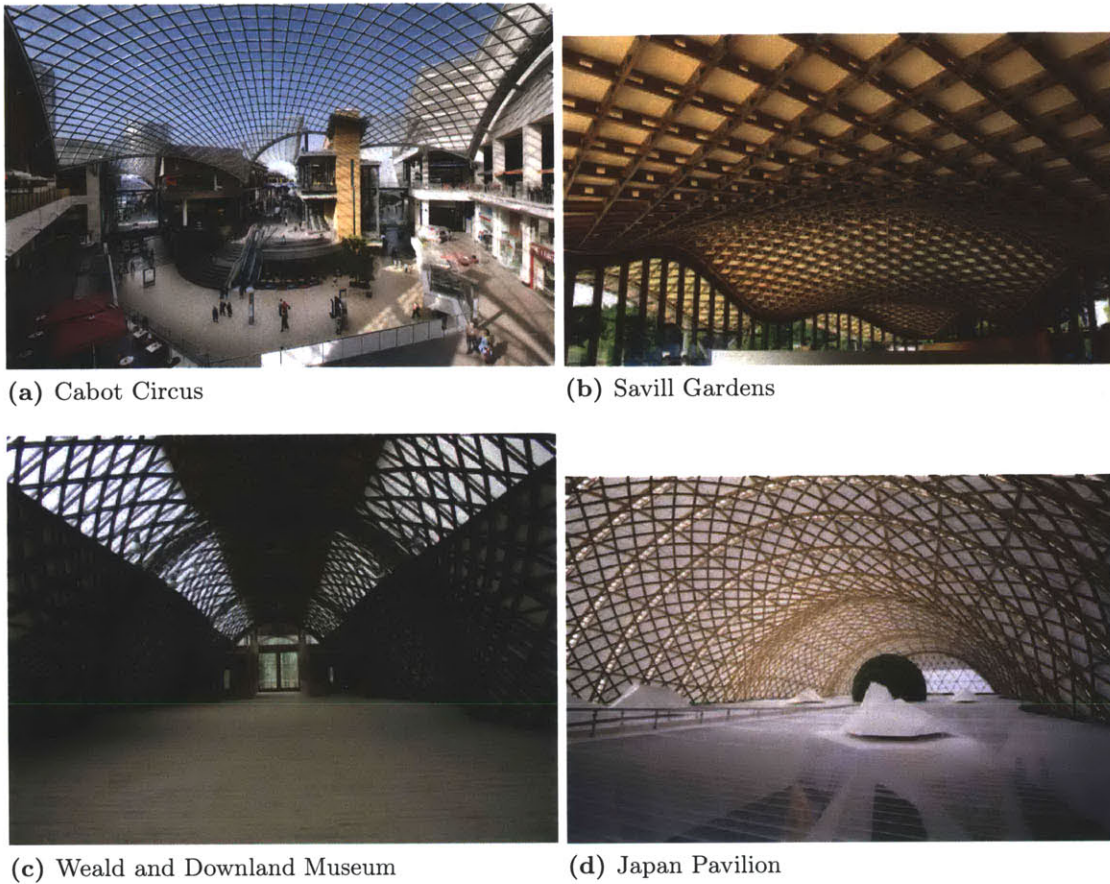 (a) Cabot Circus
(b) Savill Gardens
(c) Weald and Downland Museum
(d) Japan Pavilion